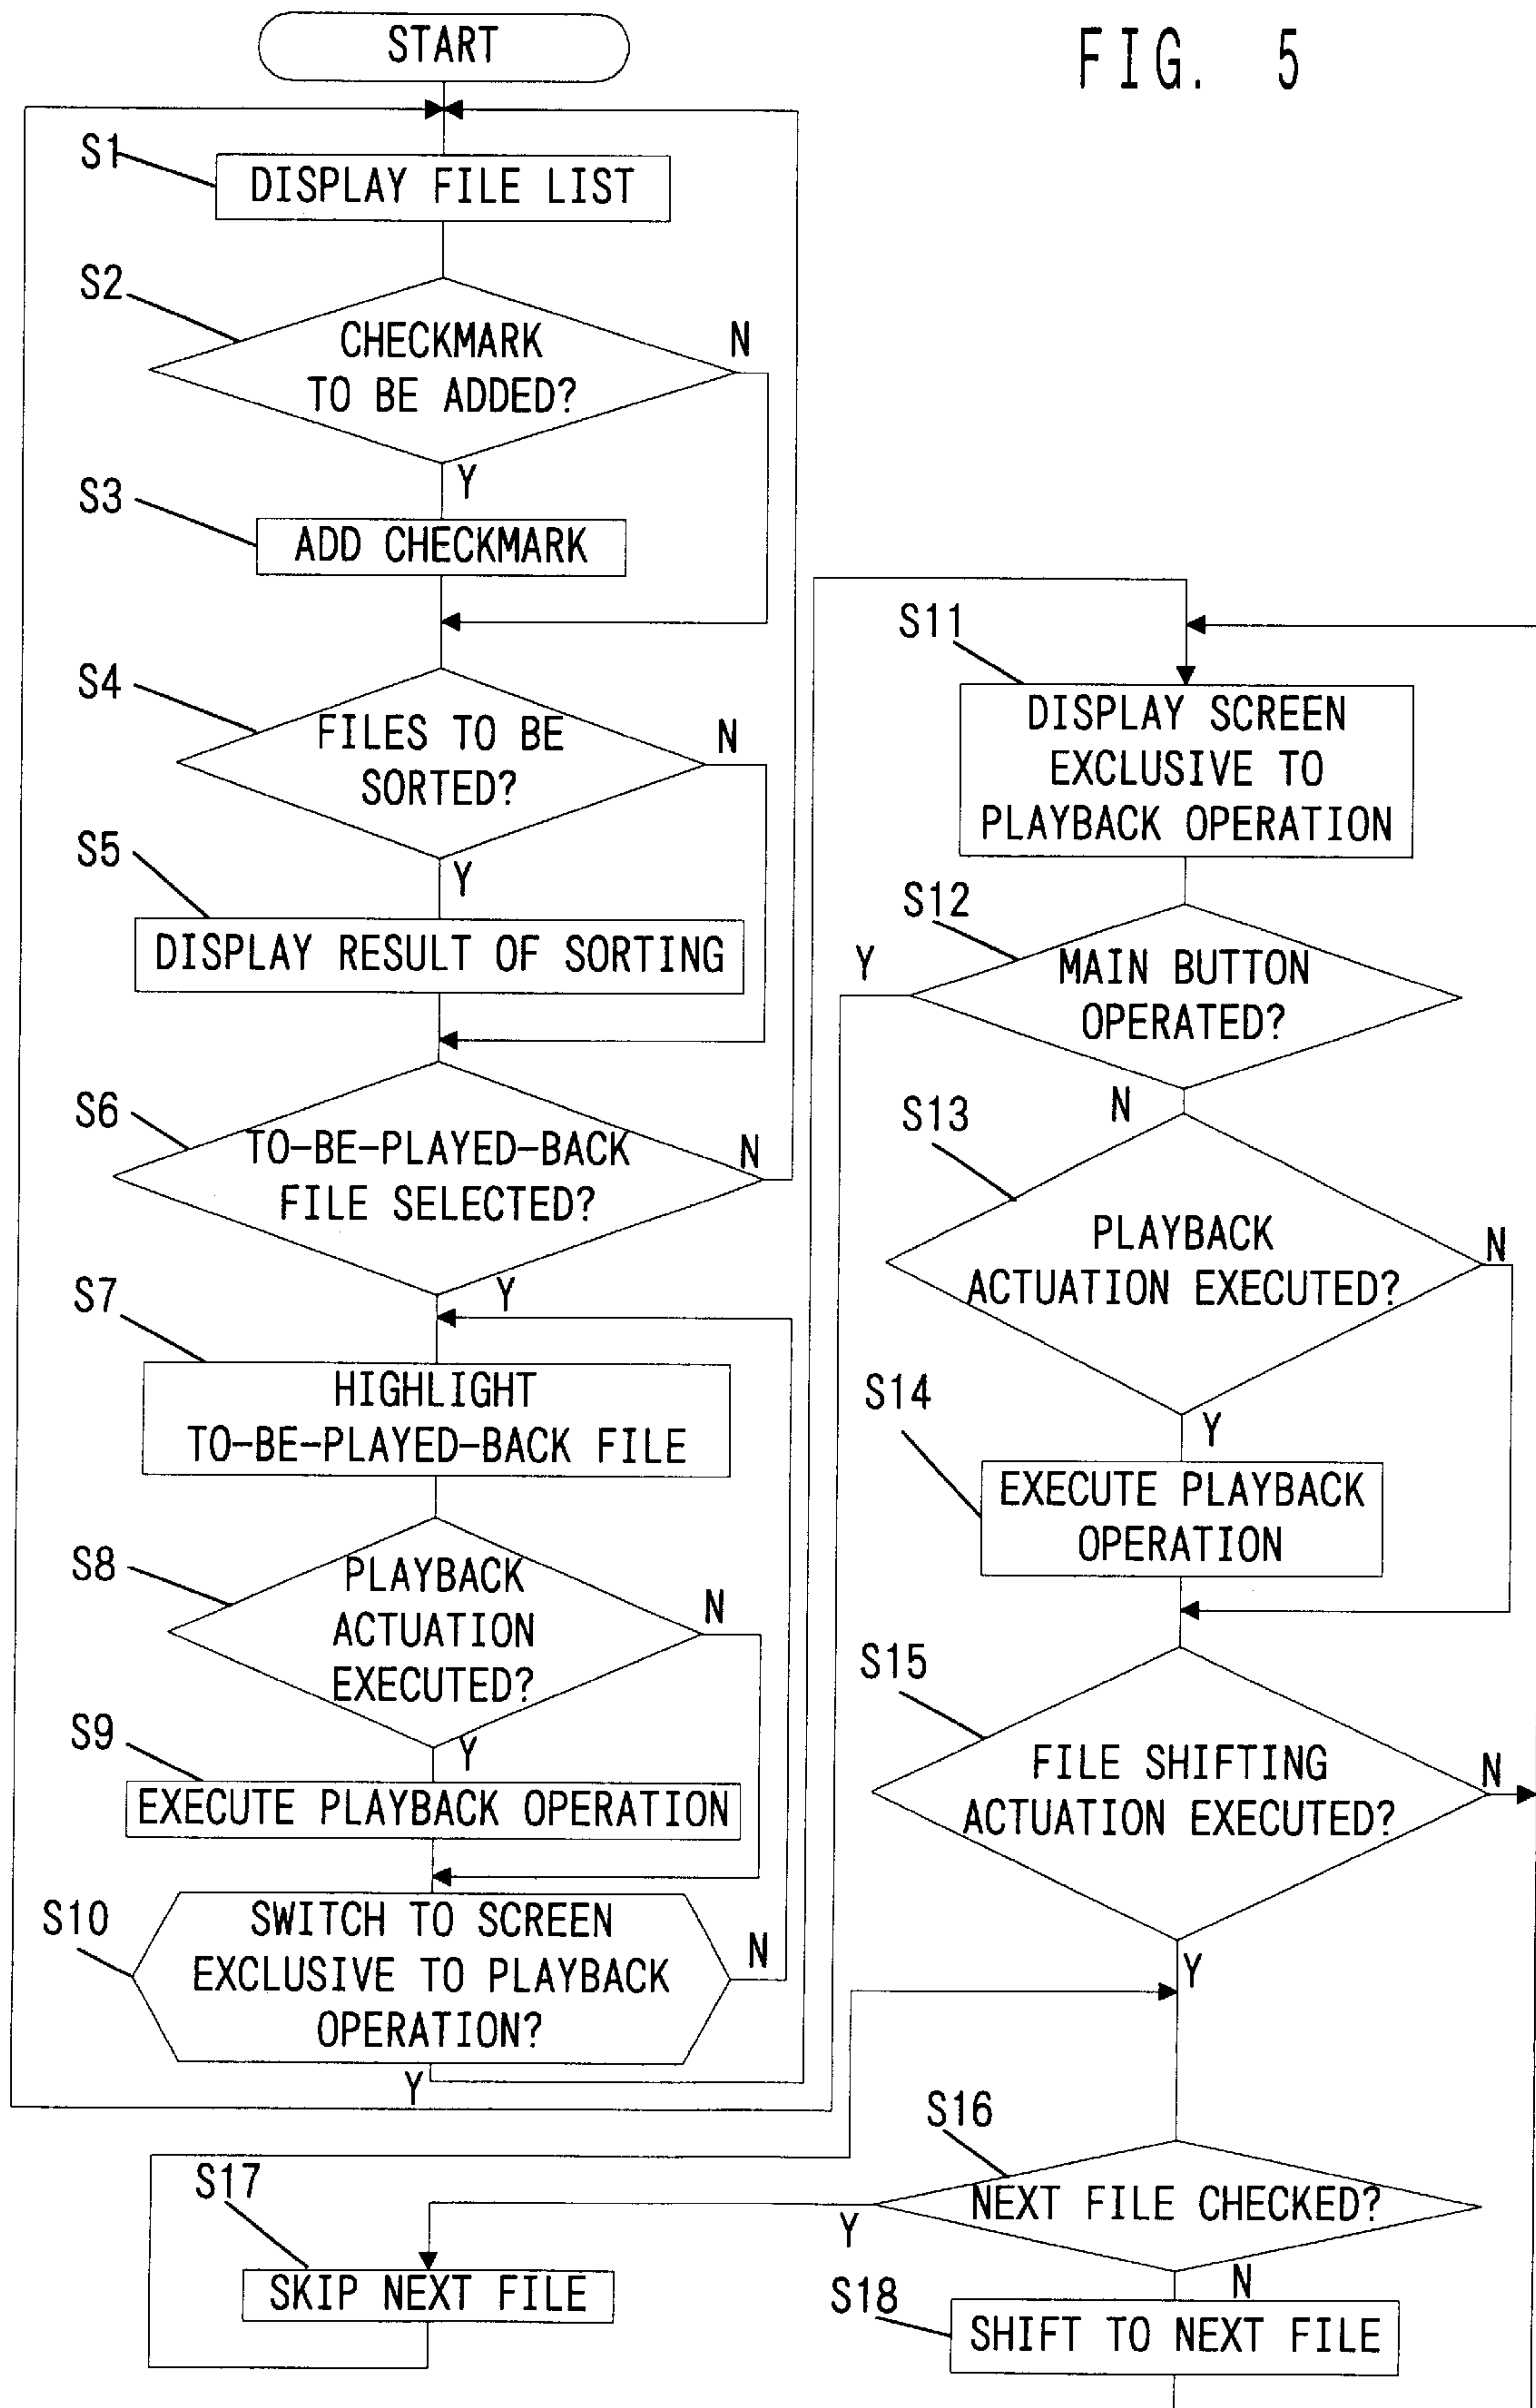 FIG. 5
START
S1
DISPLAY FILE LIST
S2
CHECKMARK
TO BE ADDED?
N
Y
S3
ADD CHECKMARK
S4
FILES TO BE
SORTED?
N
Y
S5
DISPLAY RESULT OF SORTING
S6
TO-BE-PLAYED-BACK
FILE SELECTED?
N
Y
S7
HIGHLIGHT
TO-BE-PLAYED-BACK FILE
S8
PLAYBACK
ACTUATION
EXECUTED?
N
Y
S9
EXECUTE PLAYBACK OPERATION
S10
SWITCH TO SCREEN
EXCLUSIVE TO PLAYBACK
OPERATION?
N
Y
S11
DISPLAY SCREEN
EXCLUSIVE TO
PLAYBACK OPERATION
S12
MAIN BUTTON
OPERATED?
Y
N
S13
PLAYBACK
ACTUATION EXECUTED?
N
Y
S14
EXECUTE PLAYBACK
OPERATION
S15
FILE SHIFTING
ACTUATION EXECUTED?
N
Y
S16
NEXT FILE CHECKED?
Y
N
S17
SKIP NEXT FILE
S18
SHIFT TO NEXT FILE